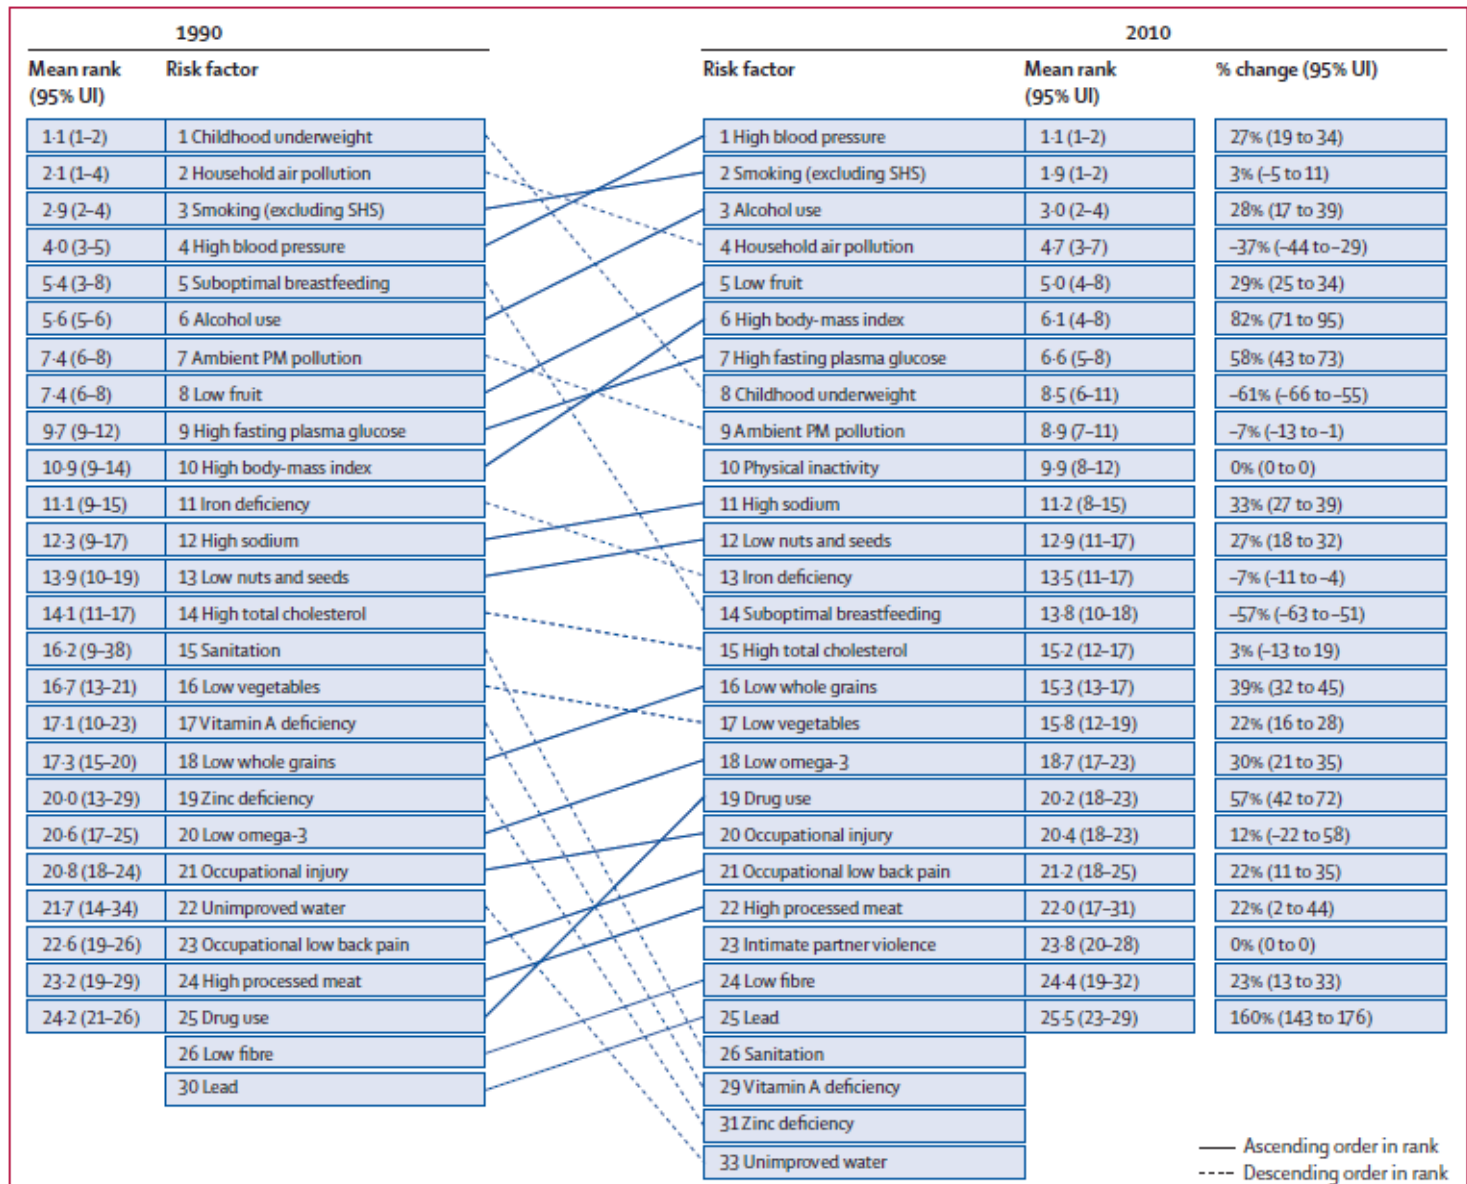 1990
2010
Mean rank (95% UI) Risk factor
Risk factor Mean rank (95% UI) % change (95% UI)
1·1 (1–2) 1 Childhood underweight 1 High blood pressure 1·1 (1–2) 27% (19 to 34)
2·1 (1–4) 2 Household air pollution 2 Smoking (excluding SHS) 1·9 (1–2) 3% (–5 to 11)
2·9 (2–4) 3 Smoking (excluding SHS) 3 Alcohol use 3·0 (2–4) 28% (17 to 39)
4·0 (3–5) 4 High blood pressure 4 Household air pollution 4·7 (3–7) –37% (–44 to –29)
5·4 (3–8) 5 Suboptimal breastfeeding 5 Low fruit 5·0 (4–8) 29% (25 to 34)
5·6 (5–6) 6 Alcohol use 6 High body-mass index 6·1 (4–8) 82% (71 to 95)
7·4 (6–8) 7 Ambient PM pollution 7 High fasting plasma glucose 6·6 (5–8) 58% (43 to 73)
7·4 (6–8) 8 Low fruit 8 Childhood underweight 8·5 (6–11) –61% (–66 to –55)
9·7 (9–12) 9 High fasting plasma glucose 9 Ambient PM pollution 8·9 (7–11) –7% (–13 to –1)
10·9 (9–14) 10 High body-mass index 10 Physical inactivity 9·9 (8–12) 0% (0 to 0)
11·1 (9–15) 11 Iron deficiency 11 High sodium 11·2 (8–15) 33% (27 to 39)
12·3 (9–17) 12 High sodium 12 Low nuts and seeds 12·9 (11–17) 27% (18 to 32)
13·9 (10–19) 13 Low nuts and seeds 13 Iron deficiency 13·5 (11–17) –7% (–11 to –4)
14·1 (11–17) 14 High total cholesterol 14 Suboptimal breastfeeding 13·8 (10–18) –57% (–63 to –51)
16·2 (9–38) 15 Sanitation 15 High total cholesterol 15·2 (12–17) 3% (–13 to 19)
16·7 (13–21) 16 Low vegetables 16 Low whole grains 15·3 (13–17) 39% (32 to 45)
17·1 (10–23) 17 Vitamin A deficiency 17 Low vegetables 15·8 (12–19) 22% (16 to 28)
17·3 (15–20) 18 Low whole grains 18 Low omega-3 18·7 (17–23) 30% (21 to 35)
20·0 (13–29) 19 Zinc deficiency 19 Drug use 20·2 (18–23) 57% (42 to 72)
20·6 (17–25) 20 Low omega-3 20 Occupational injury 20·4 (18–23) 12% (–22 to 58)
20·8 (18–24) 21 Occupational injury 21 Occupational low back pain 21·2 (18–25) 22% (11 to 35)
21·7 (14–34) 22 Unimproved water 22 High processed meat 22·0 (17–31) 22% (2 to 44)
22·6 (19–26) 23 Occupational low back pain 23 Intimate partner violence 23·8 (20–28) 0% (0 to 0)
23·2 (19–29) 24 High processed meat 24 Low fibre 24·4 (19–32) 23% (13 to 33)
24·2 (21–26) 25 Drug use 25 Lead 25·5 (23–29) 160% (143 to 176)
26 Low fibre 26 Sanitation
30 Lead 29 Vitamin A deficiency
31 Zinc deficiency
33 Unimproved water
Ascending order in rank
Descending order in rank